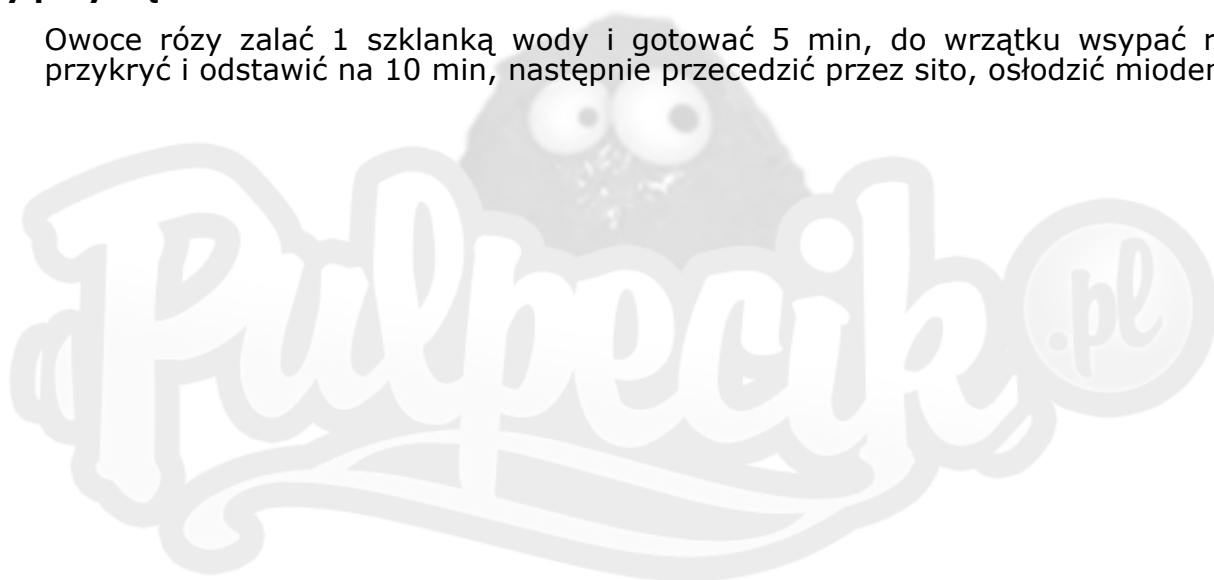 Owoce rózy zalać 1 szklanką wody i gotować 5 min, do wrzątku wsypać
przykryć i odstawić na 10 min, następnie przecedzić przez sito, osłodzić
Pulpecik .pl